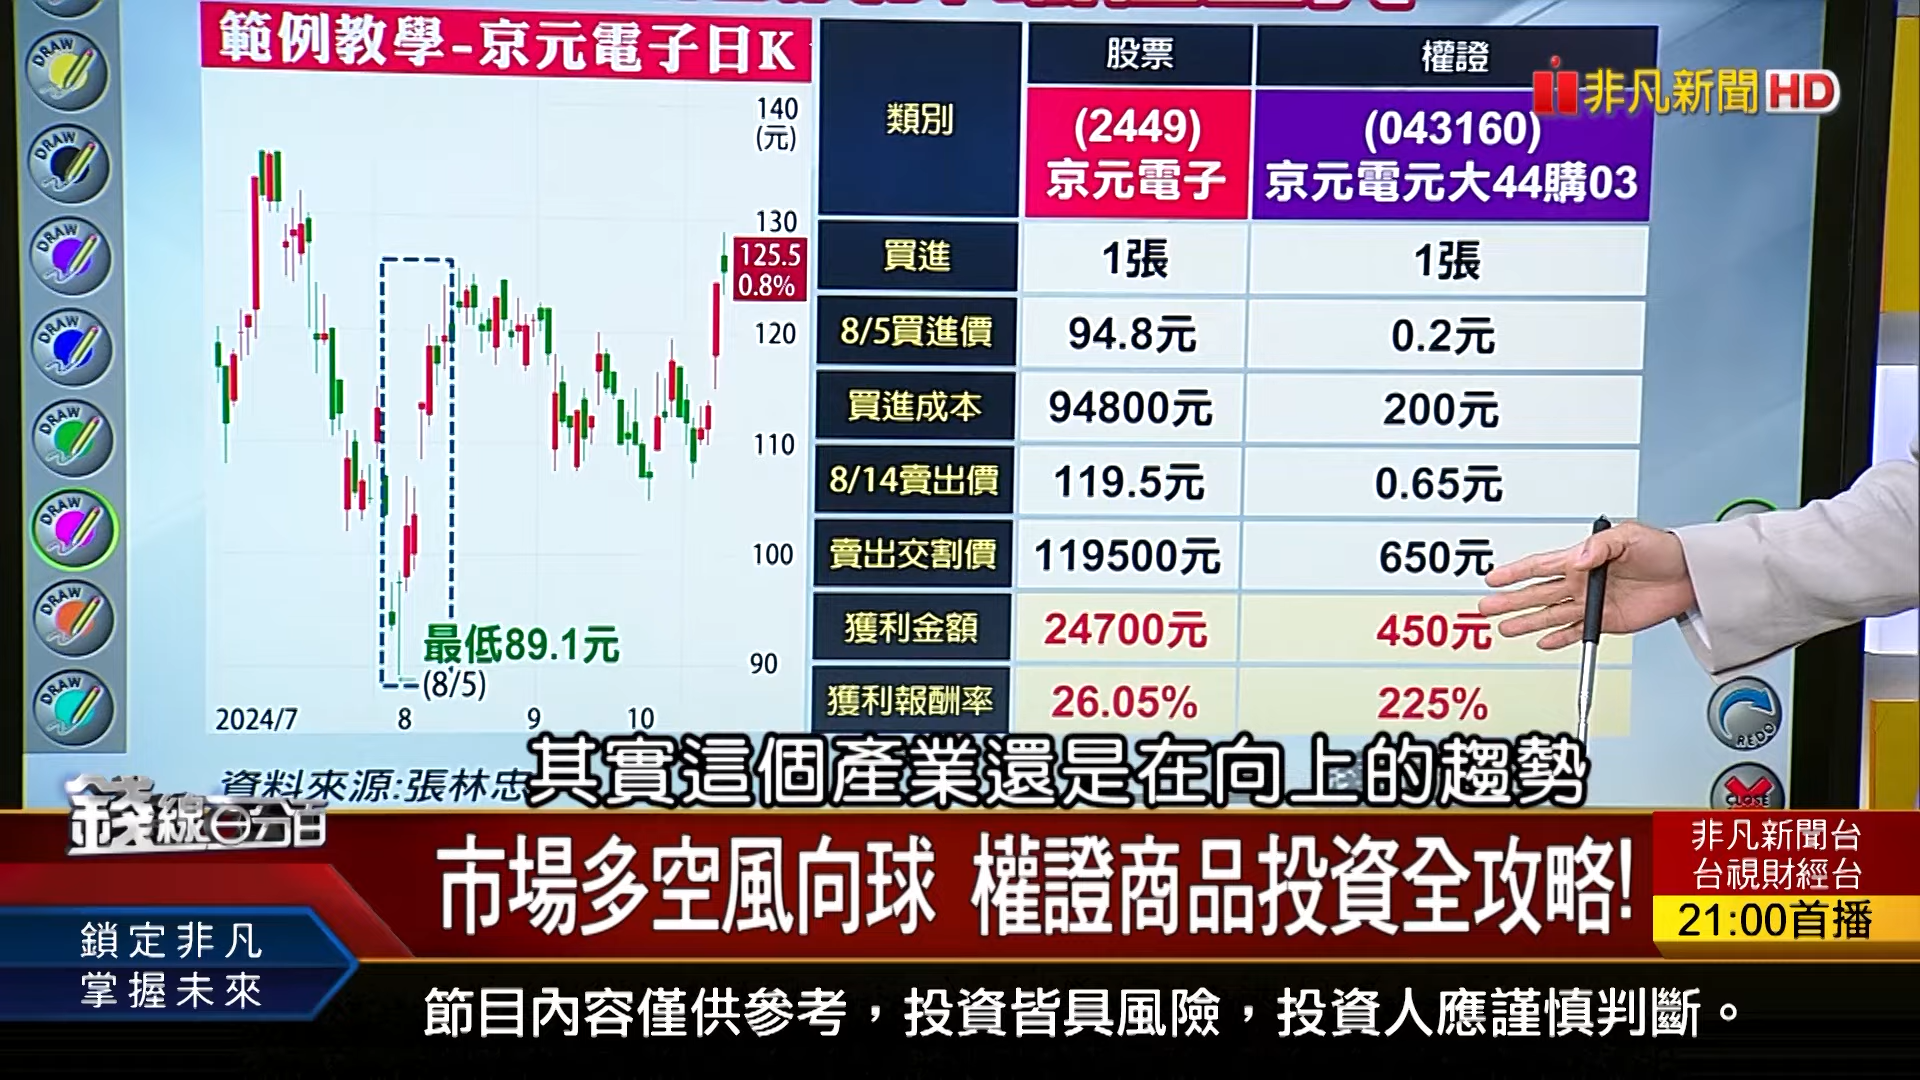 範例教學-京元電子日K
140
(元)
130
125.5
0.8%
120
110
100
90
最低89.1元
(8/5)
2024/7
8
9
10
資料來源:張林忠
類別
股票
權證
(2449)
京元電子
(043160)
京元電元大44購03
買進
1張
1張
8/5買進價
94.8元
0.2元
買進成本
94800元
200元
8/14賣出價
119.5元
0.65元
賣出交割價
119500元
650元
獲利金額
24700元
450元
獲利報酬率
26.05%
225%
DRAW
DRAW
DRAW
DRAW
DRAW
DRAW
DRAW
DRAW
REDO
CLOSE
非凡新聞HD
其實這個產業還是在向上的趨勢
錢線百分百
市場多空風向球 權證商品投資全攻略!
非凡新聞台
台視財經台
21:00首播
鎖定非凡
掌握未來
節目內容僅供參考，投資皆具風險，投資人應謹慎判斷。